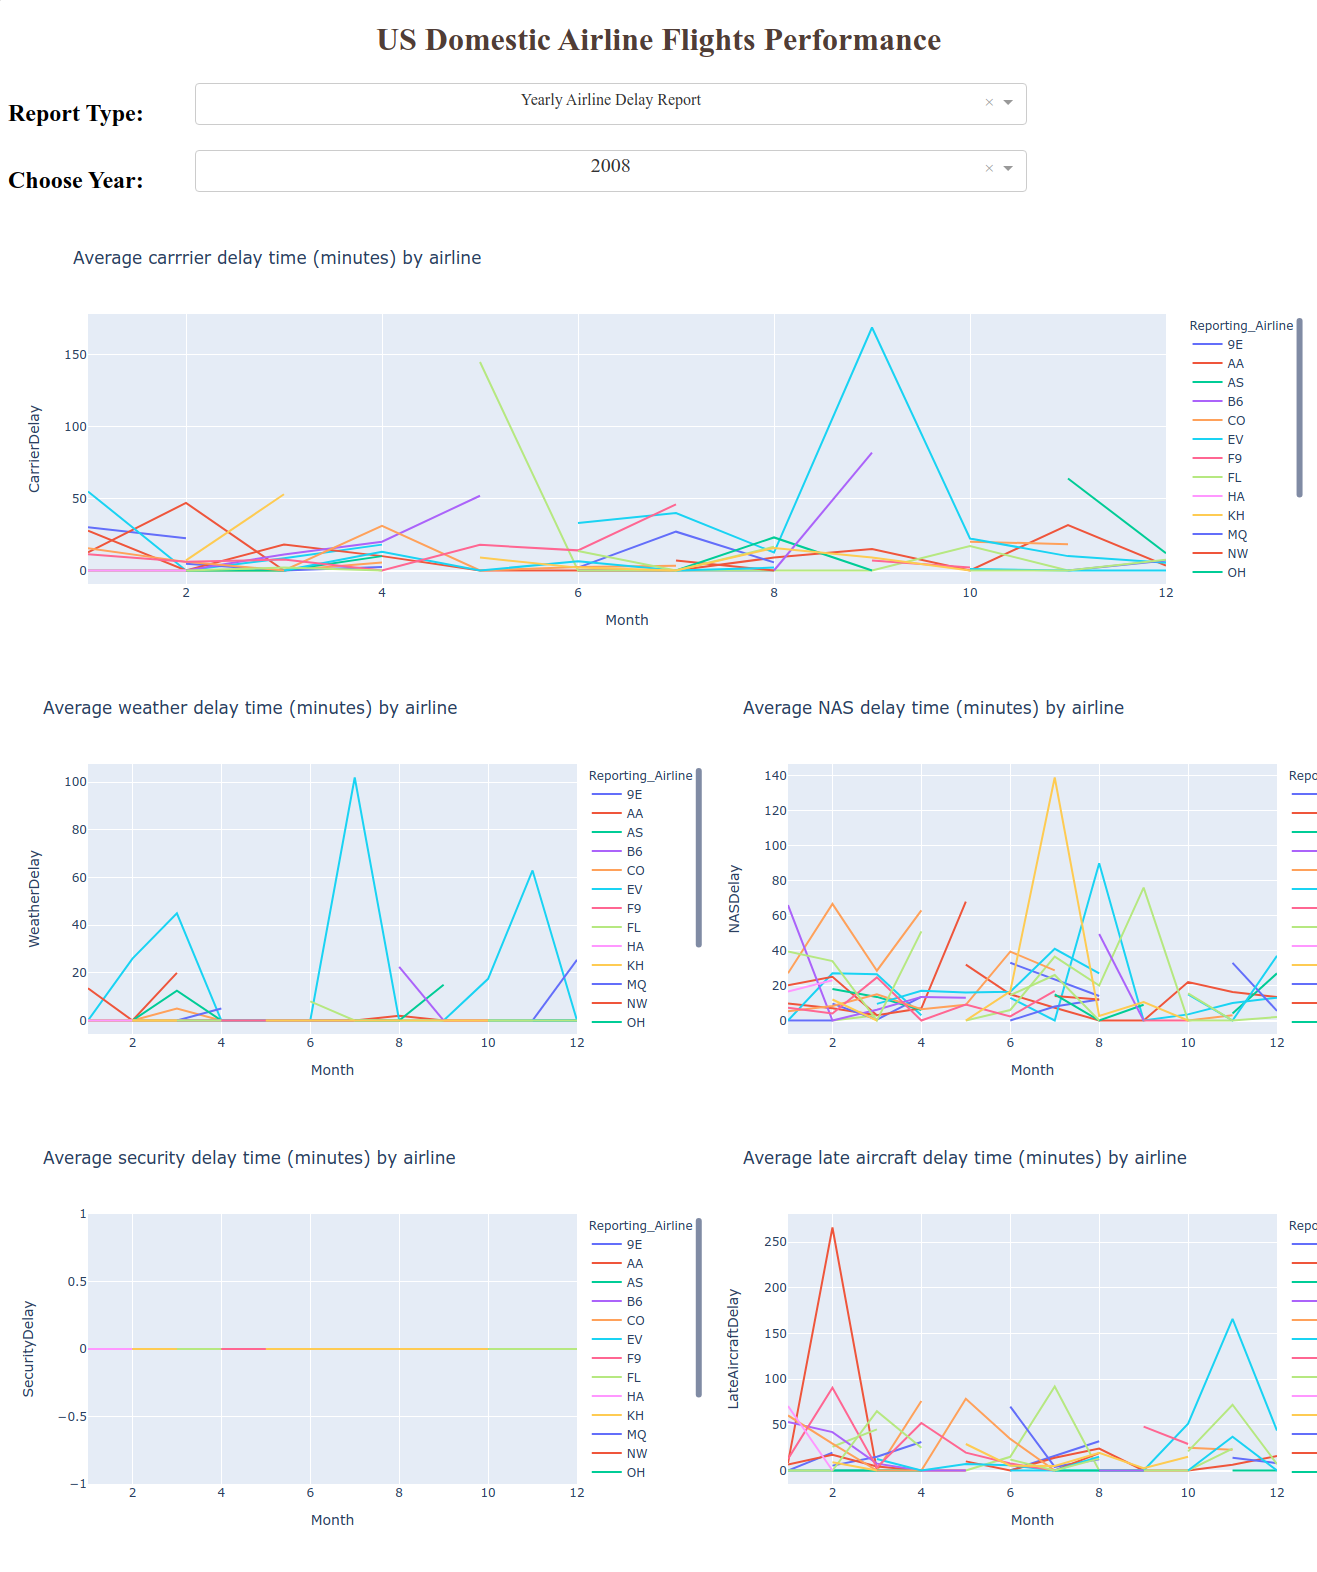 US Domestic Airline Flights Performance
Report Type:
Yearly Airline Delay Report
×
Choose Year:
2008
×
Average carrrier delay time (minutes) by airline
CarrierDelay
150
100
50
0
2 4 6 8 10 12
Month
Reporting_Airline
9E
AA
AS
B6
CO
EV
F9
FL
HA
KH
MQ
NW
OH
Average weather delay time (minutes) by airline
WeatherDelay
100
80
60
40
20
0
2 4 6 8 10 12
Month
Reporting_Airline
9E
AA
AS
B6
CO
EV
F9
FL
HA
KH
MQ
NW
OH
Average NAS delay time (minutes) by airline
NASDelay
140
120
100
80
60
40
20
0
2 4 6 8 10 12
Month
Repo
Average security delay time (minutes) by airline
SecurityDelay
1
0.5
0
−0.5
−1
2 4 6 8 10 12
Month
Reporting_Airline
9E
AA
AS
B6
CO
EV
F9
FL
HA
KH
MQ
NW
OH
Average late aircraft delay time (minutes) by airline
LateAircraftDelay
250
200
150
100
50
0
2 4 6 8 10 12
Month
Repo